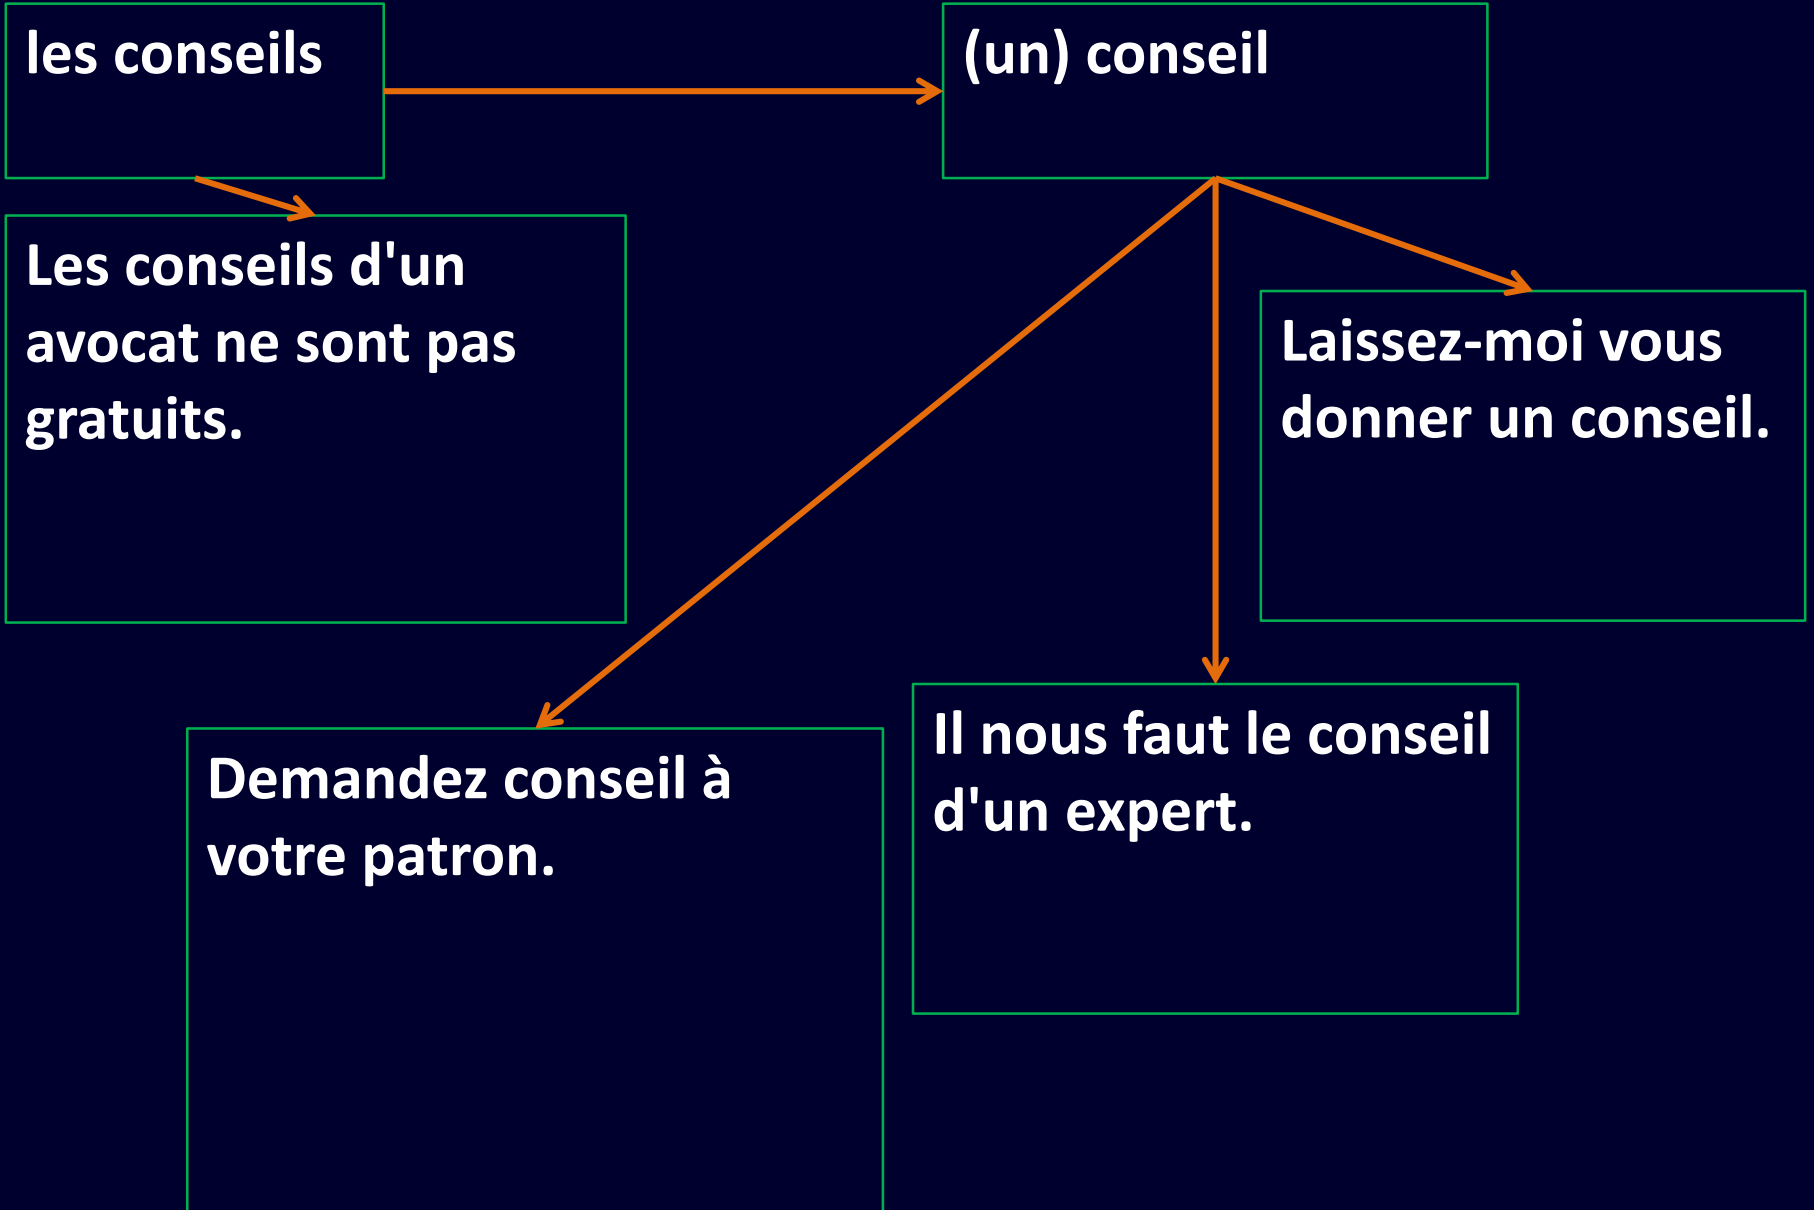 les conseils
(un) conseil
Les conseils d'un
avocat ne sont pas
gratuits.
Laissez-moi vous
donner un conseil.
Demandez conseil à
votre patron.
Il nous faut le conseil
d'un expert.